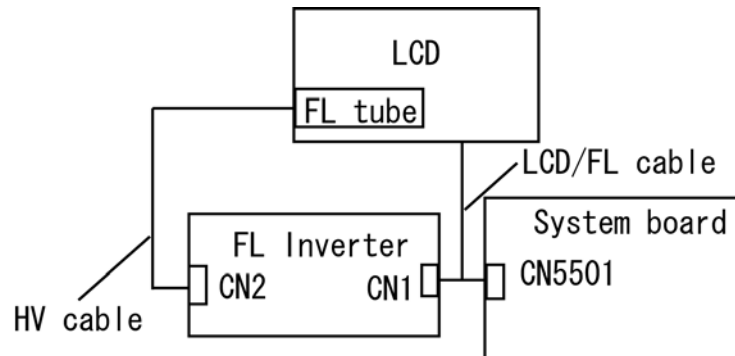 LCD
FL tube
LCD/FL cable
System board
FL Inverter
CN5501
CN2
CN1
HV cable